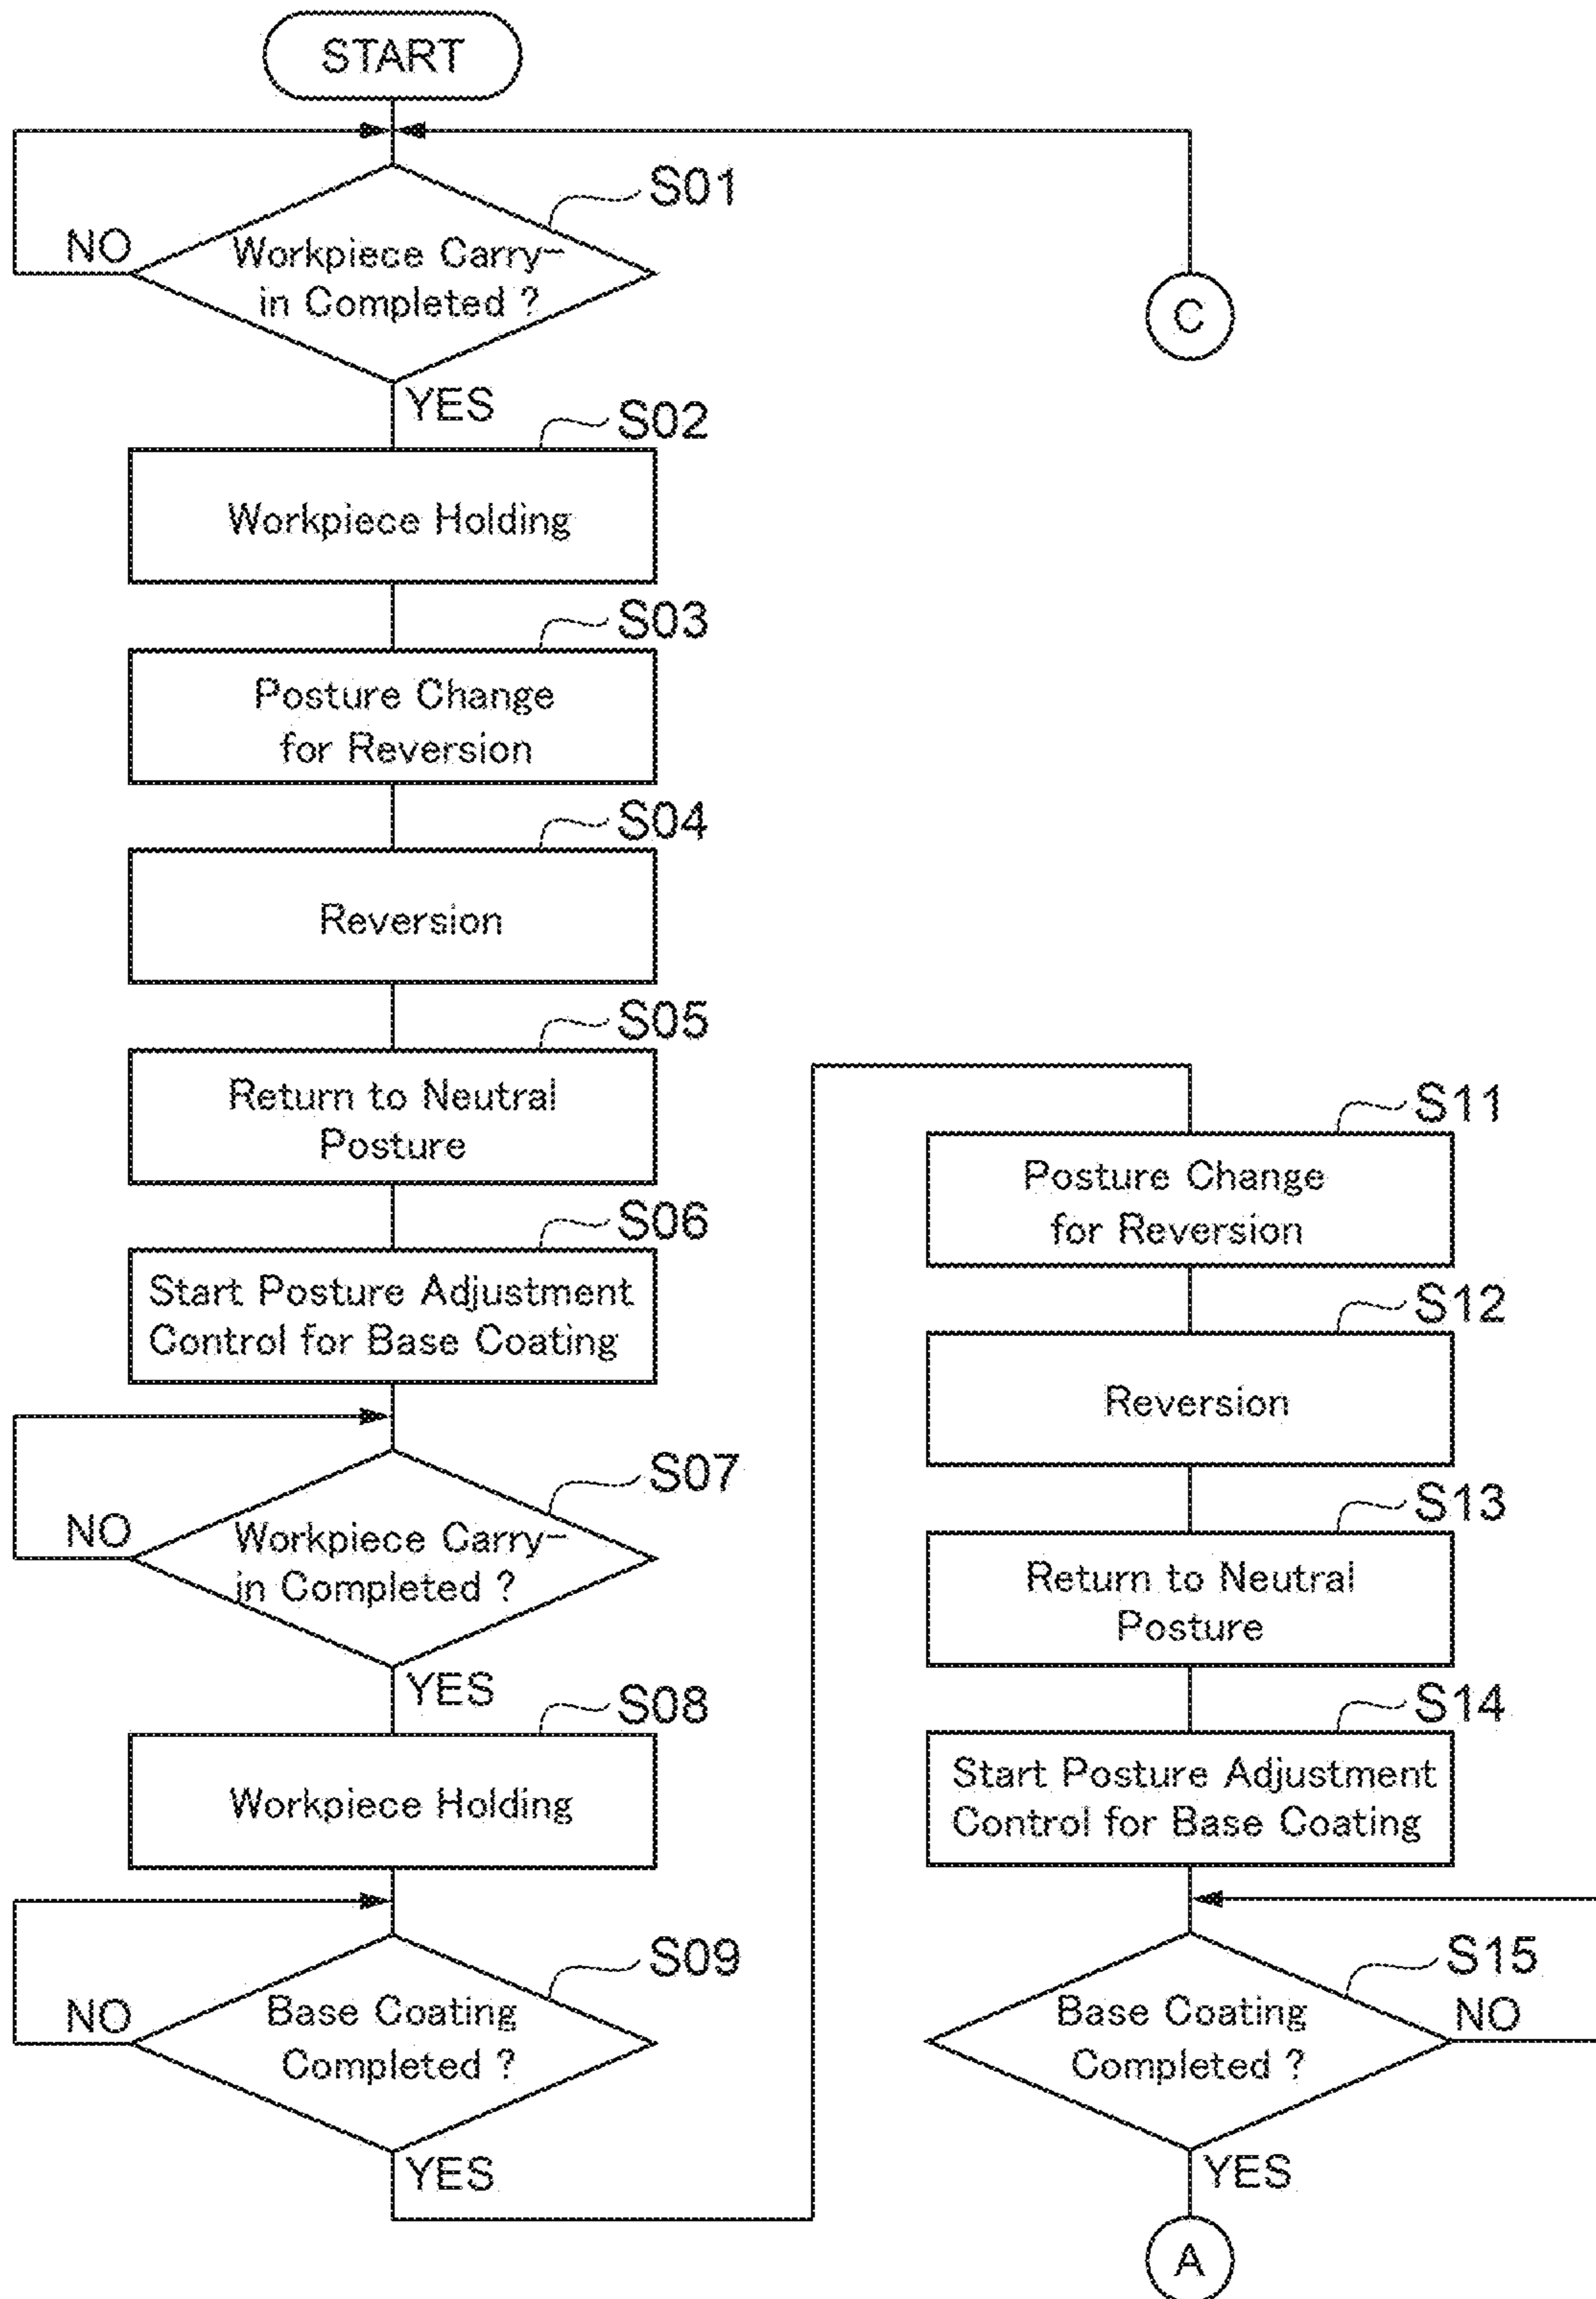 START
S01
NO
Workpiece Carry-
in Completed ?
C
YES
S02
Workpiece Holding
S03
Posture Change
for Reversion
S04
Reversion
S05
Return to Neutral
Posture
S06
Start Posture Adjustment
Control for Base Coating
S07
NO
Workpiece Carry-
in Completed ?
YES
S08
Workpiece Holding
S09
NO
Base Coating
Completed ?
YES
S11
Posture Change
for Reversion
S12
Reversion
S13
Return to Neutral
Posture
S14
Start Posture Adjustment
Control for Base Coating
S15
Base Coating
Completed ?
NO
YES
A